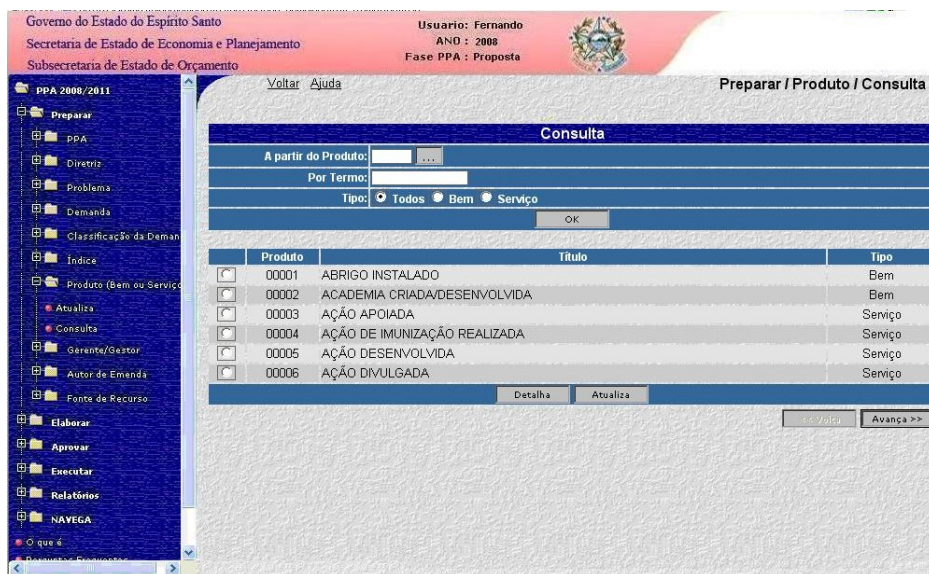 Governo do Estado do Espírito Santo
Secretaria de Estado de Economia e Planejamento
Subsecretaria de Estado de Orçamento
Usuario: Fernando
ANO : 2008
Fase PPA : Proposta
Voltar Ajuda
Preparar / Produto / Consulta
PPA 2008/2011
Preparar
PPA
Diretriz
Problema
Demanda
Classificação da Deman
Índice
Produto (Bem ou Serviço
Atualiza
Consulta
Gerente/Gestor
Autor de Emenda
Fonte de Recurso
Elaborar
Aprovar
Executar
Relatórios
NAVEGA
O que é
Perguntas Frequentes
Consulta
A partir do Produto: ...
Por Termo:
Tipo: Todos Bem Serviço
OK
Produto Título Tipo
00001 ABRIGO INSTALADO Bem
00002 ACADEMIA CRIADA/DESENVOLVIDA Bem
00003 AÇÃO APOIADA Serviço
00004 AÇÃO DE IMUNIZAÇÃO REALIZADA Serviço
00005 AÇÃO DESENVOLVIDA Serviço
00006 AÇÃO DIVULGADA Serviço
Detalha Atualiza
<< Volta Avança >>